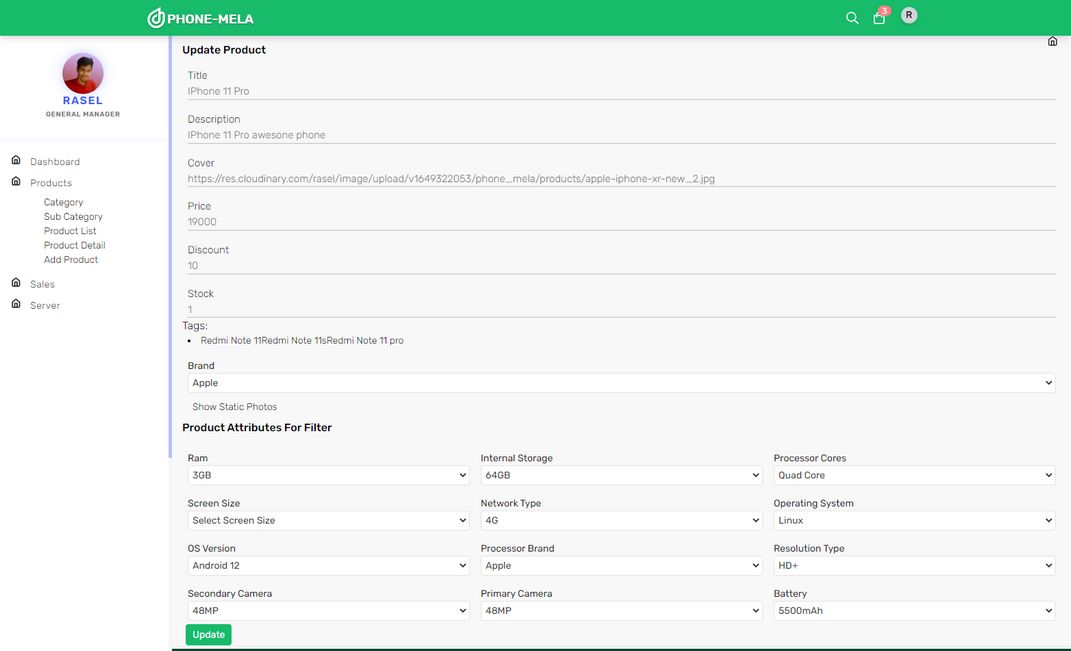 PHONE-MELA
3
R
RASEL
GENERAL MANAGER
Dashboard
Products
Category
Sub Category
Product List
Product Detail
Add Product
Sales
Server
Update Product
Title
IPhone 11 Pro
Description
IPhone 11 Pro awesone phone
Cover
https://res.cloudinary.com/rasel/image/upload/v1649322053/phone_mela/products/apple-iphone-xr-new_2.jpg
Price
19000
Discount
10
Stock
1
Tags:
Redmi Note 11Redmi Note 11sRedmi Note 11 pro
Brand
Apple
Show Static Photos
Product Attributes For Filter
Ram Internal Storage Processor Cores
3GB 64GB Quad Core
Screen Size Network Type Operating System
Select Screen Size 4G Linux
OS Version Processor Brand Resolution Type
Android 12 Apple HD+
Secondary Camera Primary Camera Battery
48MP 48MP 5500mAh
Update